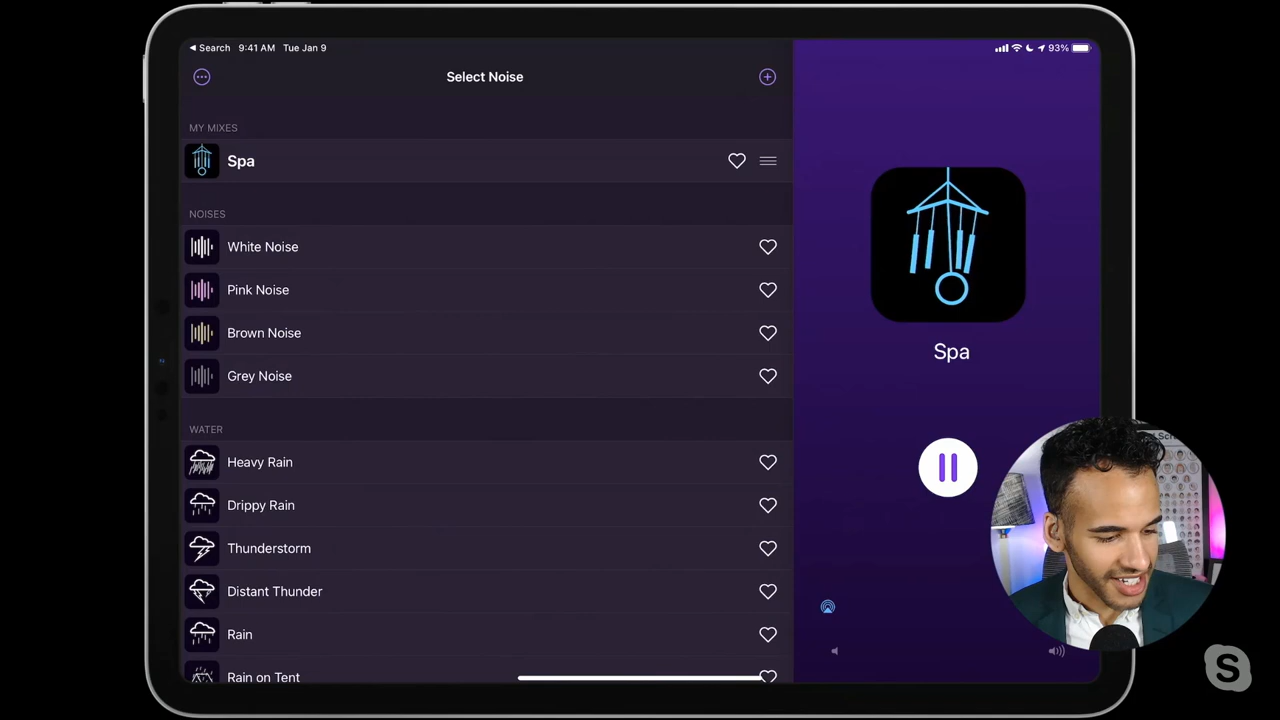 Search 9:41 AM Tue Jan 9
93%
Select Noise
MY MIXES
Spa
NOISES
White Noise
Pink Noise
Brown Noise
Grey Noise
WATER
Heavy Rain
Drippy Rain
Thunderstorm
Distant Thunder
Rain
Rain on Tent
Spa
S